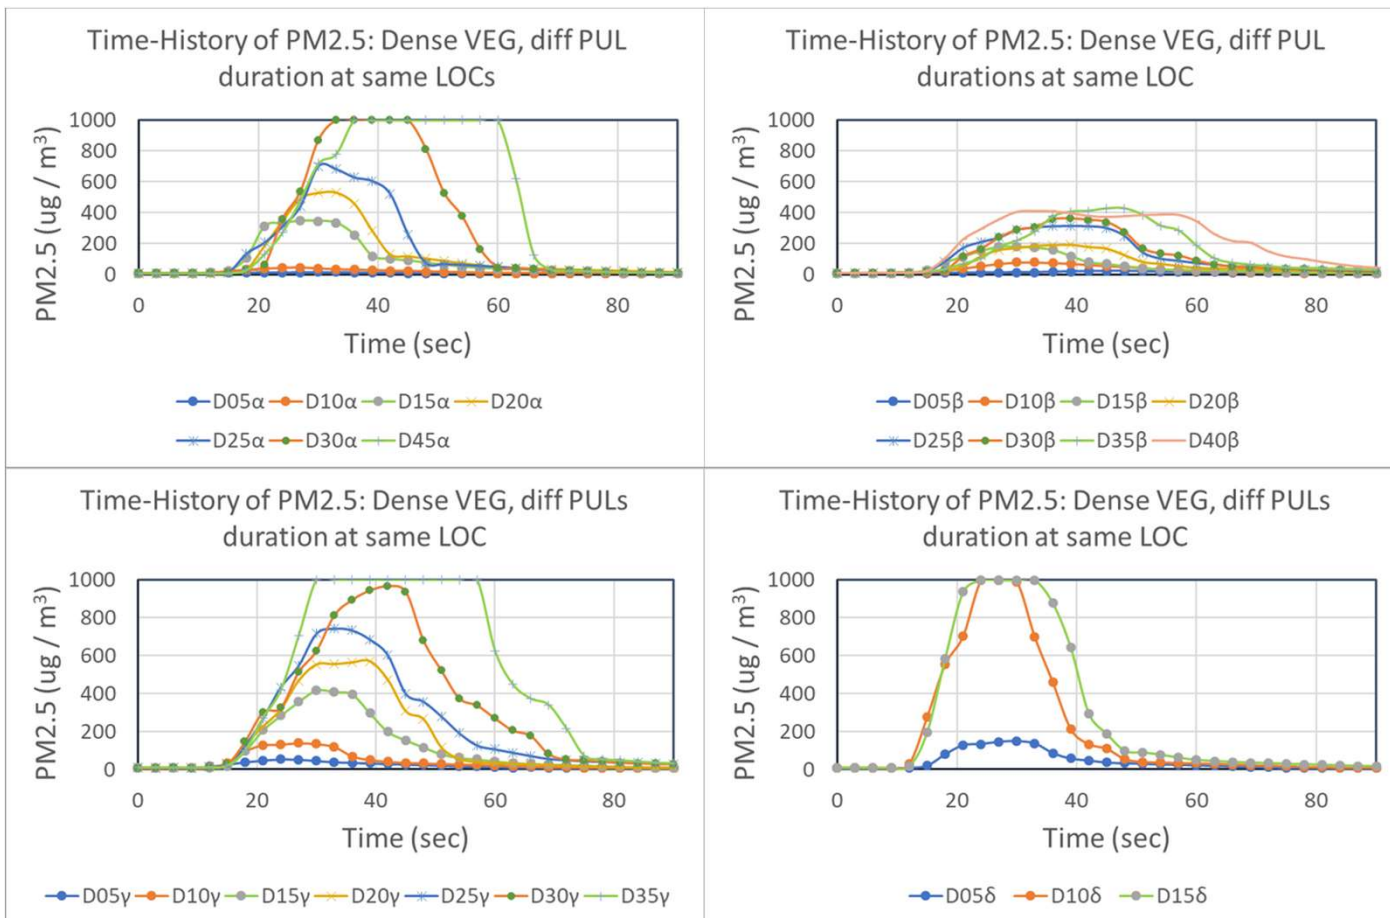 Time-History of PM2.5: Dense VEG, diff PUL
duration at same LOCs
PM2.5 (ug / m³)
1000
800
600
400
200
0
0 20 40 60 80
Time (sec)
D05α D10α D15α D20α
D25α D30α D45α
Time-History of PM2.5: Dense VEG, diff PUL
durations at same LOC
PM2.5 (ug / m³)
1000
800
600
400
200
0
0 20 40 60 80
Time (sec)
D05β D10β D15β D20β
D25β D30β D35β D40β
Time-History of PM2.5: Dense VEG, diff PULs
duration at same LOC
PM2.5 (ug / m³)
1000
800
600
400
200
0
0 20 40 60 80
Time (sec)
D05γ D10γ D15γ D20γ D25γ D30γ D35γ
Time-History of PM2.5: Dense VEG, diff PULs
duration at same LOC
PM2.5 (ug / m³)
1000
800
600
400
200
0
0 20 40 60 80
Time (sec)
D05δ D10δ D15δ